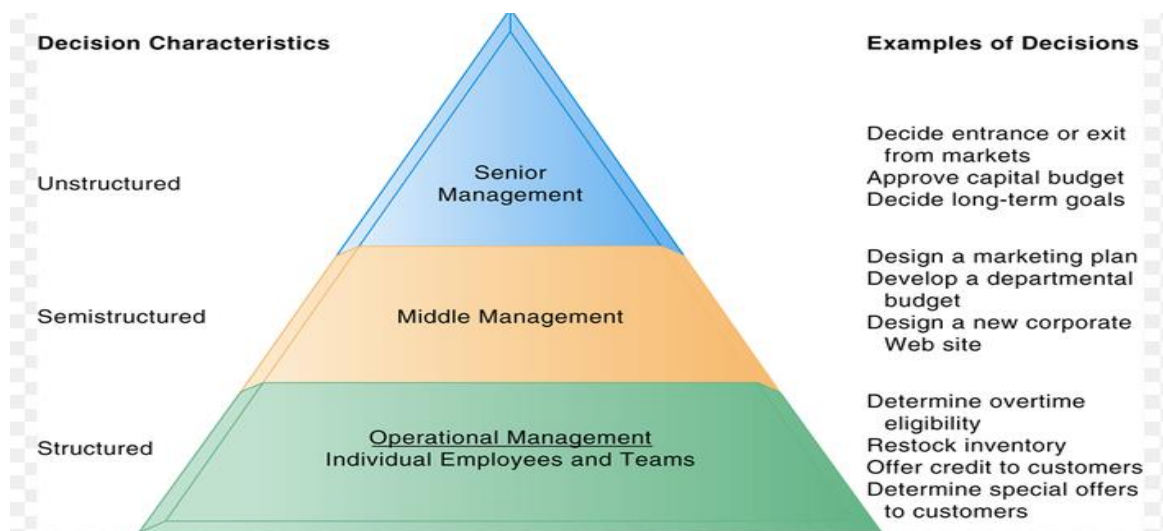 Decision Characteristics
Examples of Decisions
Unstructured
Senior
Management
Decide entrance or exit
from markets
Approve capital budget
Decide long-term goals
Semistructured
Middle Management
Design a marketing plan
Develop a departmental
budget
Design a new corporate
Web site
Structured
Operational Management
Individual Employees and Teams
Determine overtime
eligibility
Restock inventory
Offer credit to customers
Determine special offers
to customers